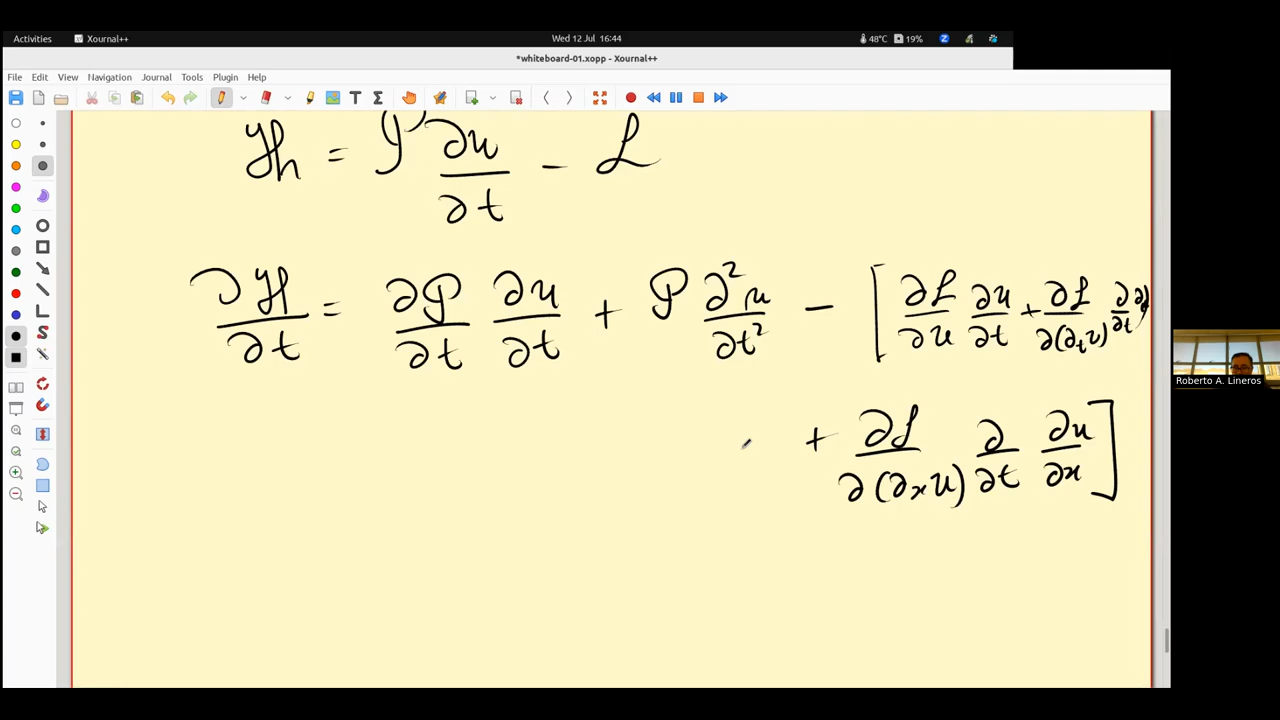 Activities Xournal++ Wed 12 Jul 16:44 48°C 19%
*whiteboard-01.xopp - Xournal++
File Edit View Navigation Journal Tools Plugin Help
ℋ = 𝒫 ∂u/∂t − ℒ
∂ℋ/∂t = ∂𝒫/∂t ∂u/∂t + 𝒫 ∂²u/∂t² − [ ∂ℒ/∂u ∂u/∂t + ∂ℒ/∂(∂ₜu) ∂/∂t
+ ∂ℒ/∂(∂ₓu) ∂/∂t ∂u/∂x ]
Roberto A. Lineros